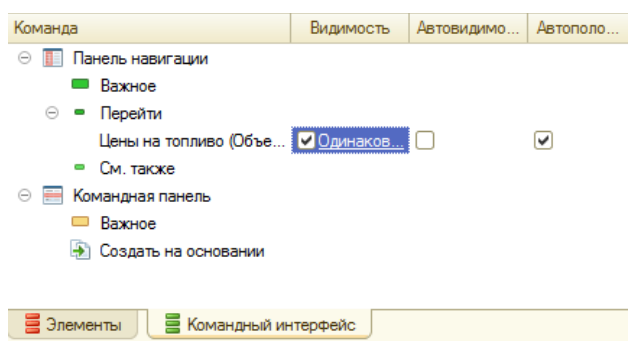 Команда Видимость Автовидимо... Автополо...
Панель навигации
Важное
Перейти
Цены на топливо (Объе... Одинаков...
См. также
Командная панель
Важное
Создать на основании
Элементы Командный интерфейс